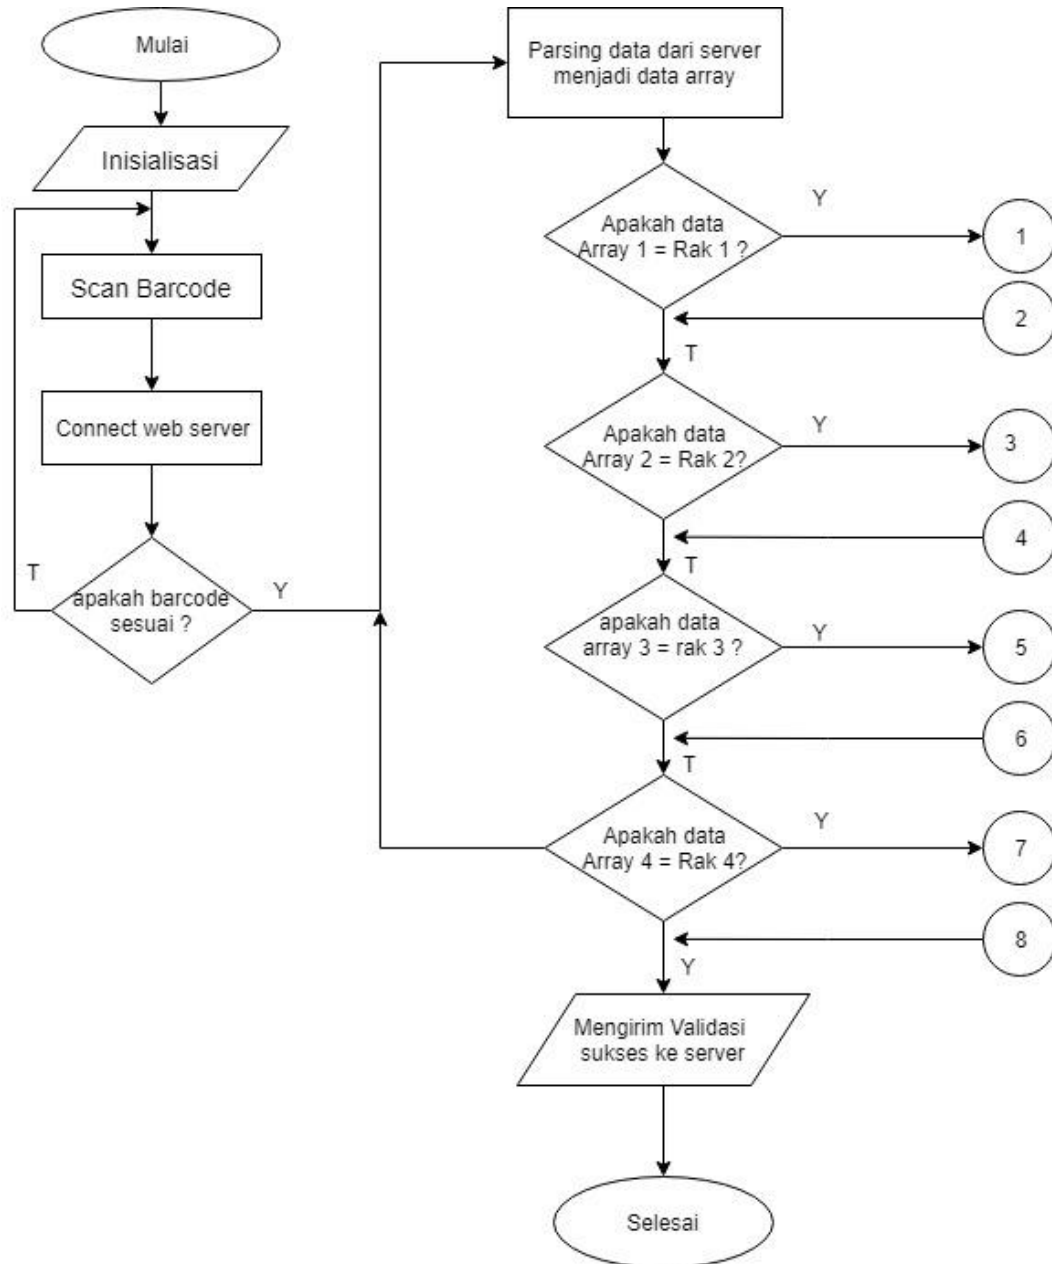 Mulai
Inisialisasi
Scan Barcode
Connect web server
apakah barcode
sesuai ?
T
Y
Parsing data dari server
menjadi data array
Apakah data
Array 1 = Rak 1 ?
Y
1
2
T
Apakah data
Array 2 = Rak 2?
Y
3
4
T
apakah data
array 3 = rak 3 ?
Y
5
6
T
Apakah data
Array 4 = Rak 4?
Y
7
8
Y
Mengirim Validasi
sukses ke server
Selesai